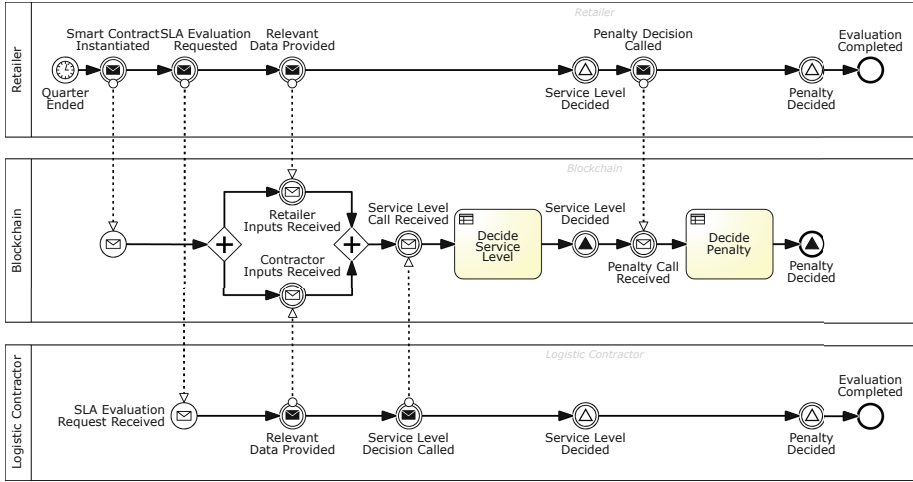 Retailer
Retailer
Smart Contract
Instantiated
SLA Evaluation
Requested
Relevant
Data Provided
Penalty Decision
Called
Evaluation
Completed
Quarter
Ended
Service Level
Decided
Penalty
Decided
Blockchain
Blockchain
Retailer
Inputs Received
Service Level
Call Received
Service Level
Decided
Decide
Service
Level
Decide
Penalty
Contractor
Inputs Received
Penalty Call
Received
Penalty
Decided
Logistic Contractor
Logistic Contractor
Evaluation
Completed
SLA Evaluation
Request Received
Relevant
Data Provided
Service Level
Decision Called
Service Level
Decided
Penalty
Decided